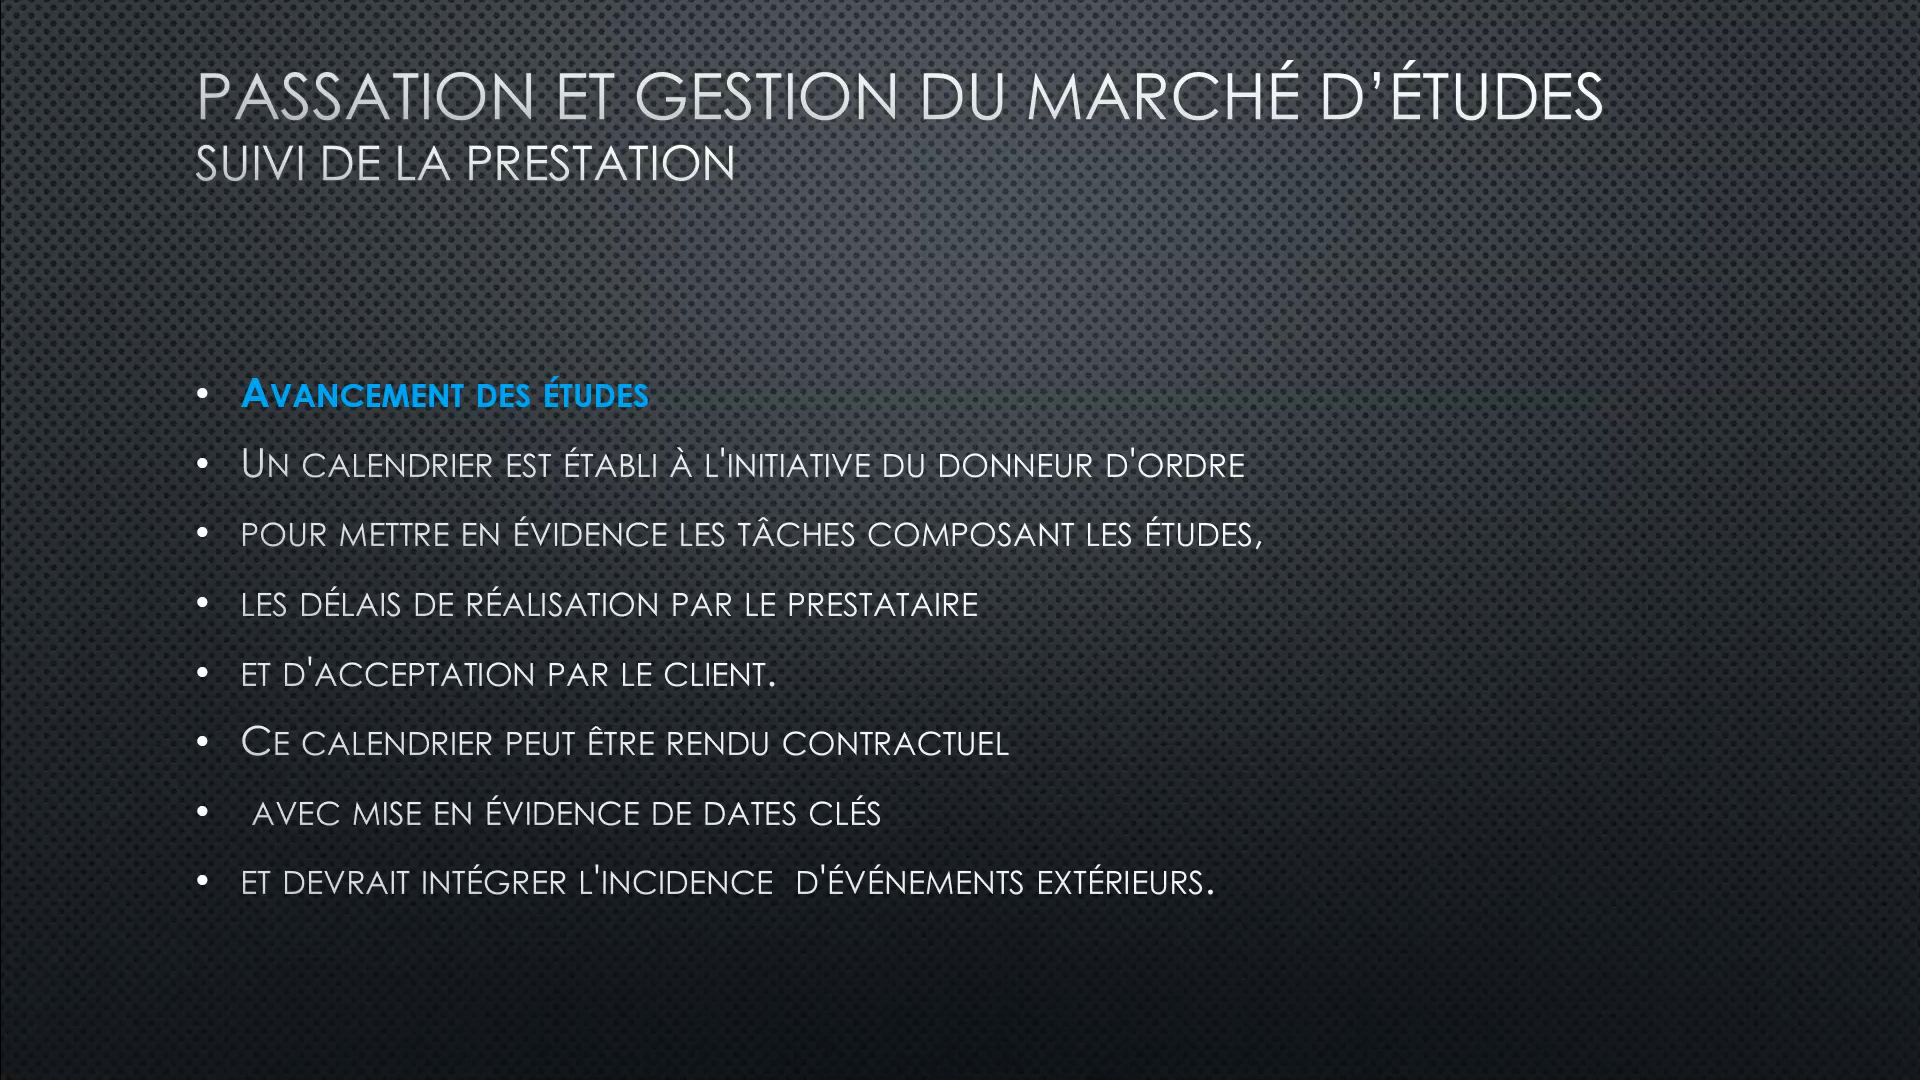 PASSATION ET GESTION DU MARCHÉ D’ÉTUDES
SUIVI DE LA PRESTATION
• Avancement des études
• Un calendrier est établi à l'initiative du donneur d'ordre
• pour mettre en évidence les tâches composant les études,
• les délais de réalisation par le prestataire
• et d'acceptation par le client.
• Ce calendrier peut être rendu contractuel
• avec mise en évidence de dates clés
• et devrait intégrer l'incidence  d'événements extérieurs.